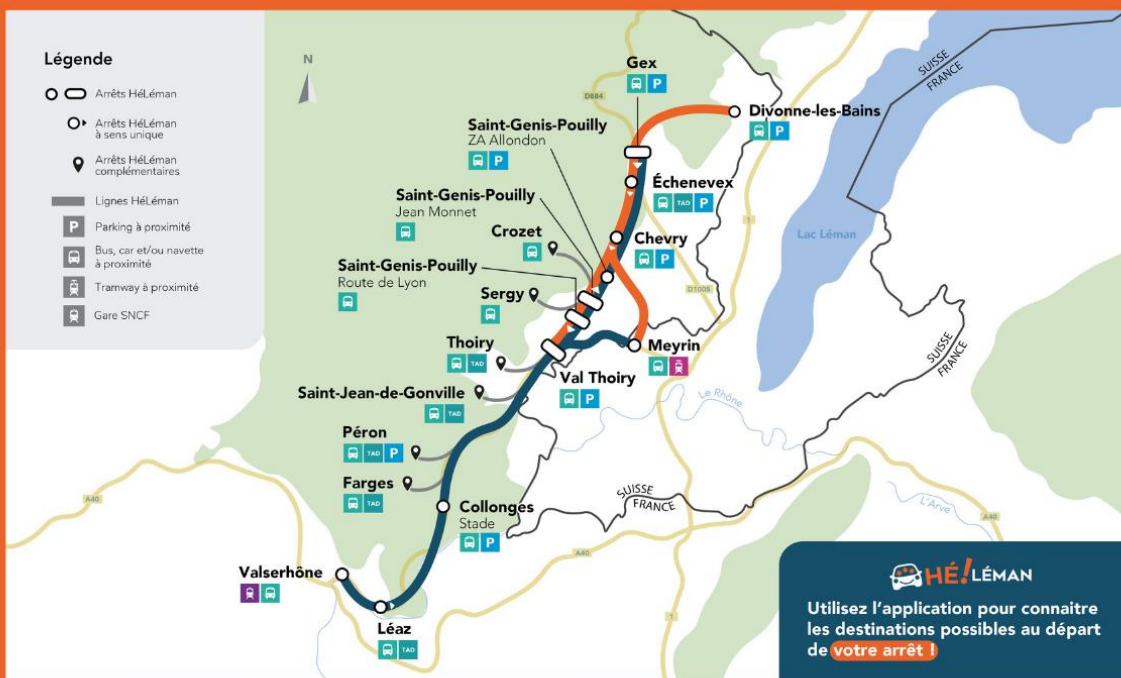 Légende
Arrêts HéLéman
Arrêts HéLéman
à sens unique
Arrêts HéLéman
complémentaires
Lignes HéLéman
P
Parking à proximité
Bus, car et/ou navette
à proximité
Tramway à proximité
Gare SNCF
N
Gex
P
D884
SUISSE
FRANCE
Divonne-les-Bains
P
Saint-Genis-Pouilly
ZA Allondon
P
Échenevex
TAD P
Saint-Genis-Pouilly
Jean Monnet
1
Lac Léman
Crozet
Chevry
P
Saint-Genis-Pouilly
Route de Lyon
Sergy
D1005
Thoiry
TAD
Meyrin
SUISSE
FRANCE
Val Thoiry
P
Saint-Jean-de-Gonville
TAD
Le Rhône
Péron
TAD P
Farges
TAD
SUISSE
FRANCE
A40
Collonges
Stade
P
L'Arve
A40
A40
Valserhône
Léaz
TAD
1
HÉ!LÉMAN
Utilisez l'application pour connaitre
les destinations possibles au départ
de votre arrêt !